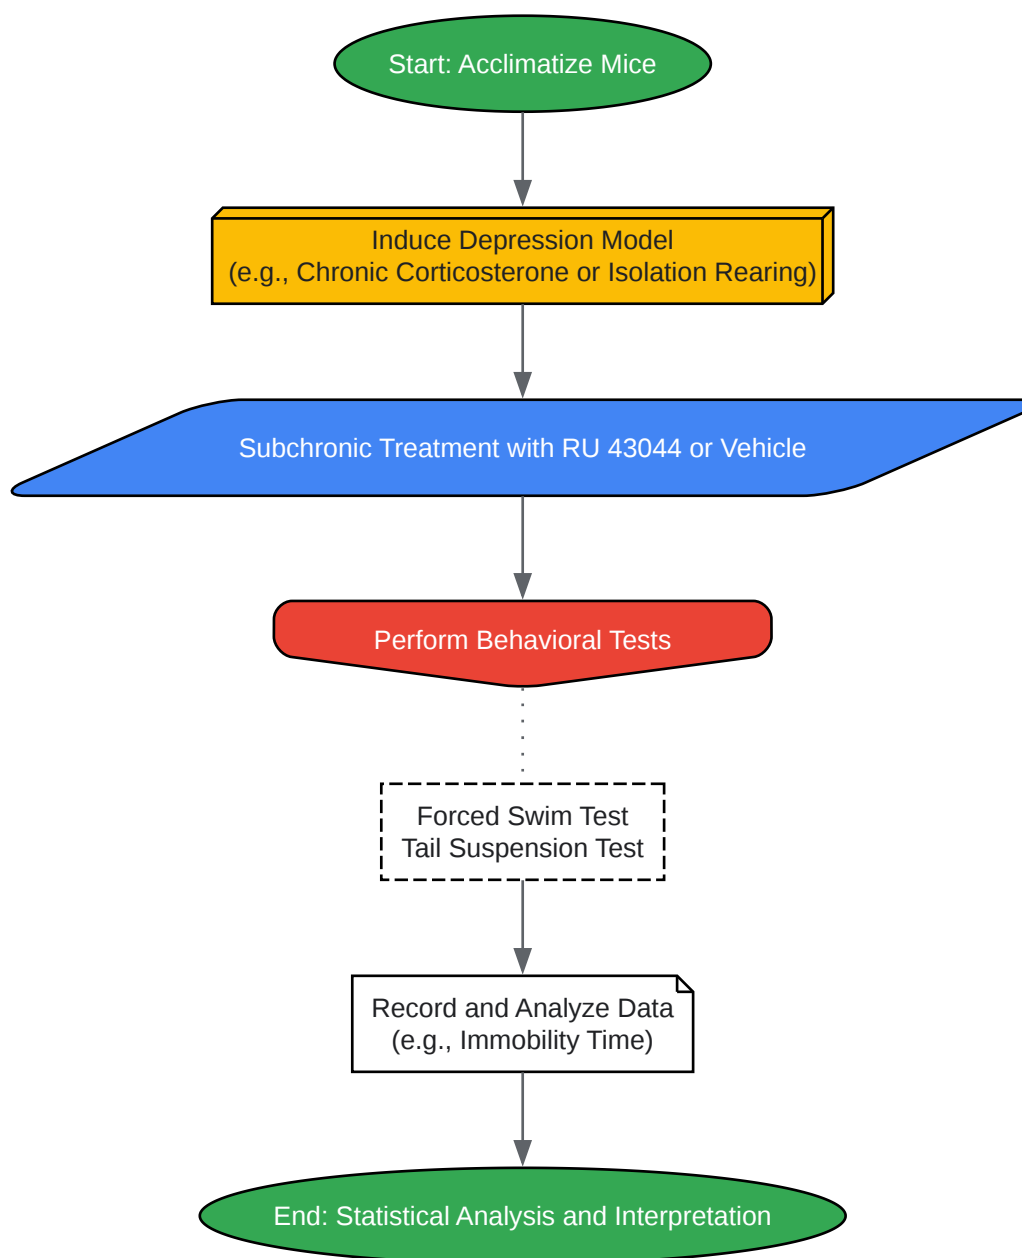 Start: Acclimatize Mice
Induce Depression Model
(e.g., Chronic Corticosterone or Isolation Rearing)
Subchronic Treatment with RU 43044 or Vehicle
Perform Behavioral Tests
Forced Swim Test
Tail Suspension Test
Record and Analyze Data
(e.g., Immobility Time)
End: Statistical Analysis and Interpretation